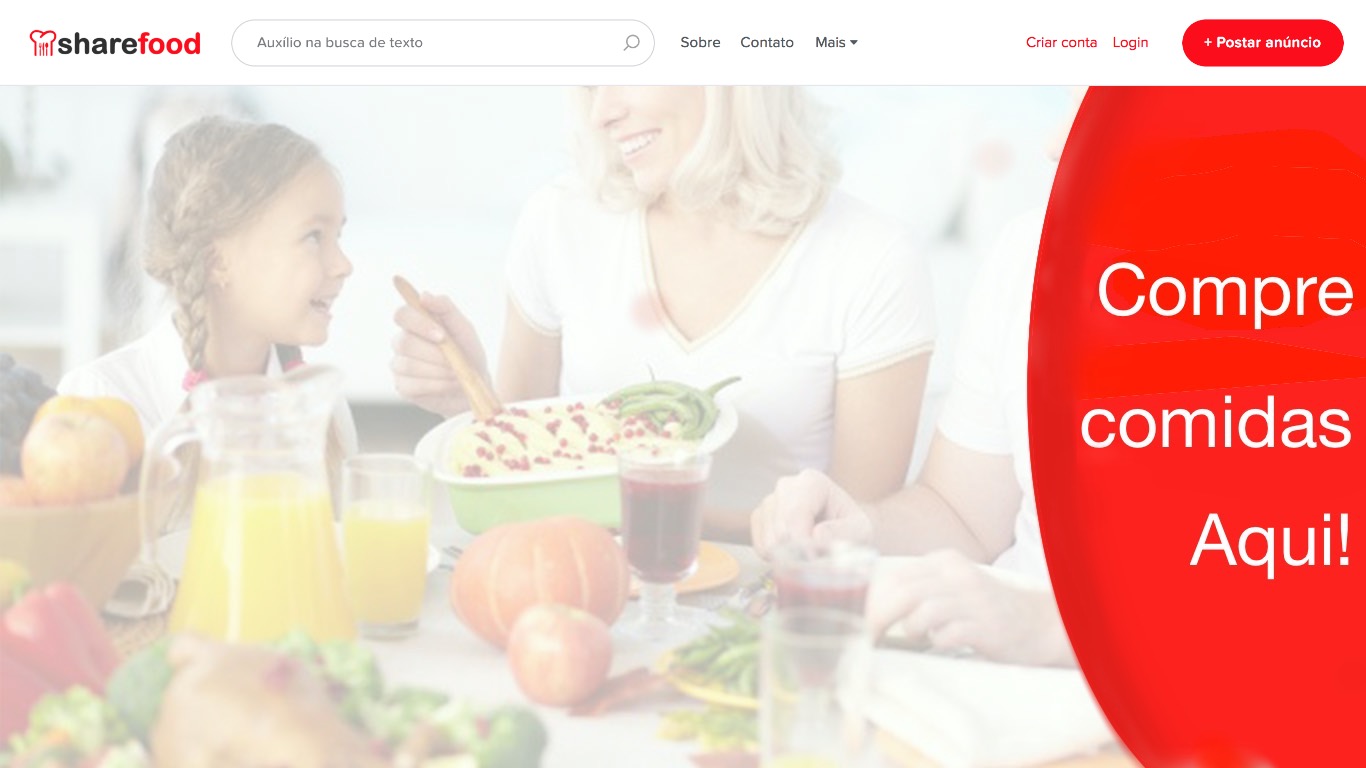 sharefood
Auxílio na busca de texto
Sobre
Contato
Mais
Criar conta
Login
+ Postar anúncio
Compre
comidas
Aqui!